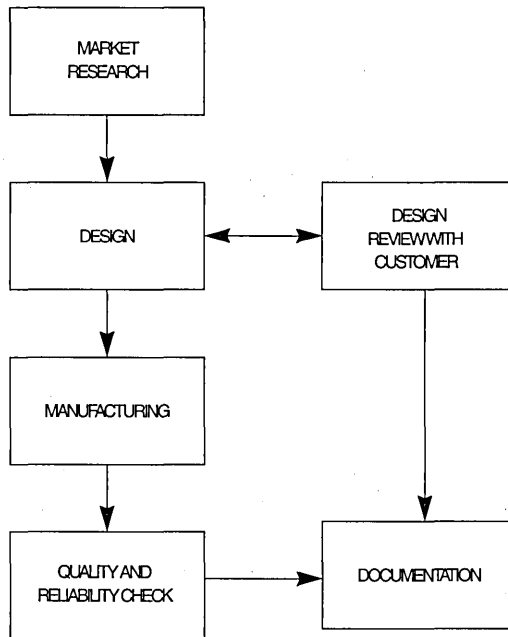 MARKET
RESEARCH
DESIGN
DESIGN
REVIEW WITH
CUSTOMER
MANUFACTURING
QUALITY AND
RELIABILITY CHECK
DOCUMENTATION